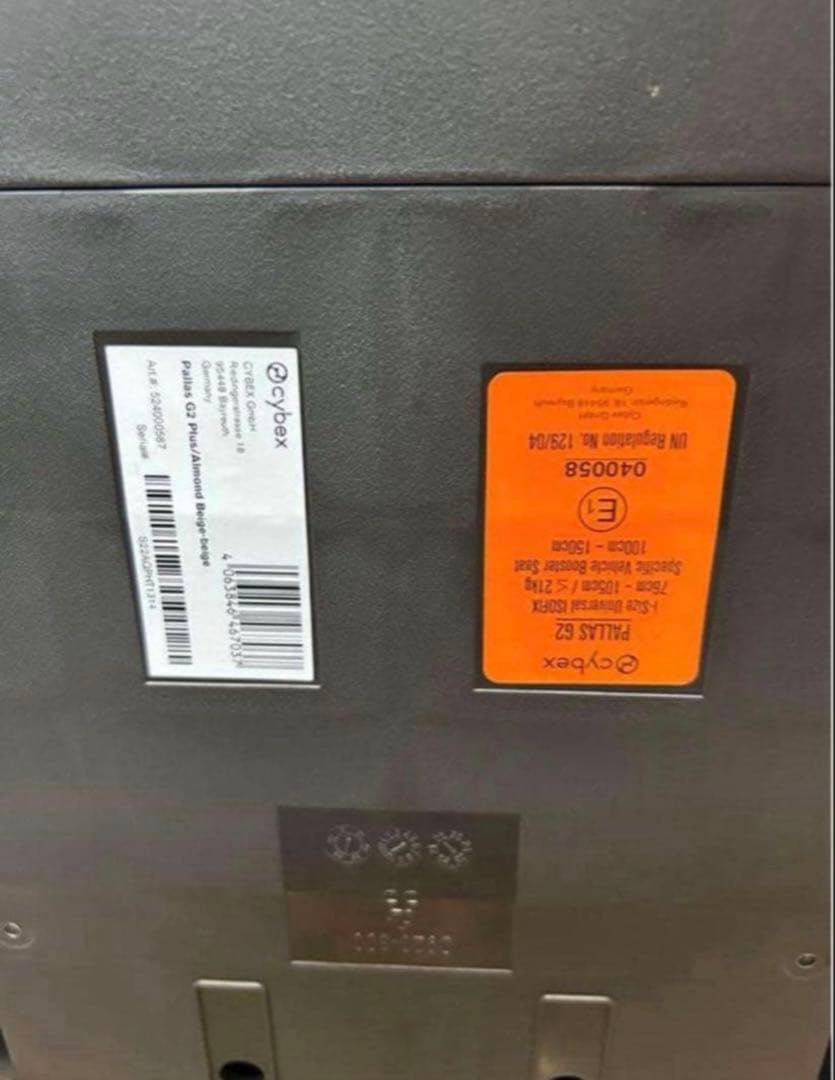 cybex
CYBEX GmbH
Riedingerstrasse 18
95448 Bayreuth
Germany
Pallas G2 Plus/Almond Beige-beige
Art.#: 524000587
Serial#
S22AQPHT1314
4 063846 467037
cybex
PALLAS G2
i-Size Universal ISOFIX
76cm - 105cm / ≤ 21kg
Specific Vehicle Booster Seat
100cm - 150cm
E1
040058
UN Regulation No. 129/04
Cybex GmbH
Riedingerstr. 18, 95448 Bayreuth
Germany